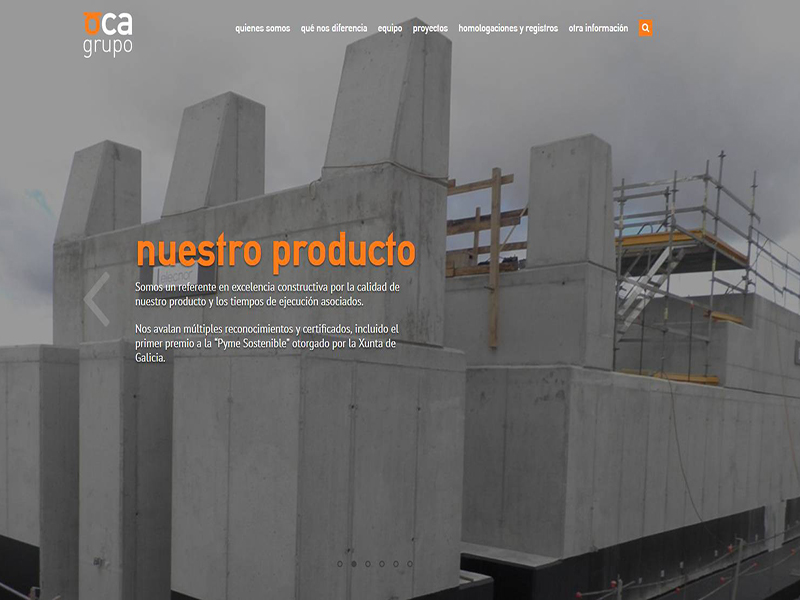 oca
grupo
quienes somos qué nos diferencia equipo proyectos homologaciones y registros otra información
nuestro producto
Somos un referente en excelencia constructiva por la calidad de
nuestro producto y los tiempos de ejecución asociados.
Nos avalan múltiples reconocimientos y certificados, incluido el
primer premio a la "Pyme Sostenible" otorgado por la Xunta de
Galicia.